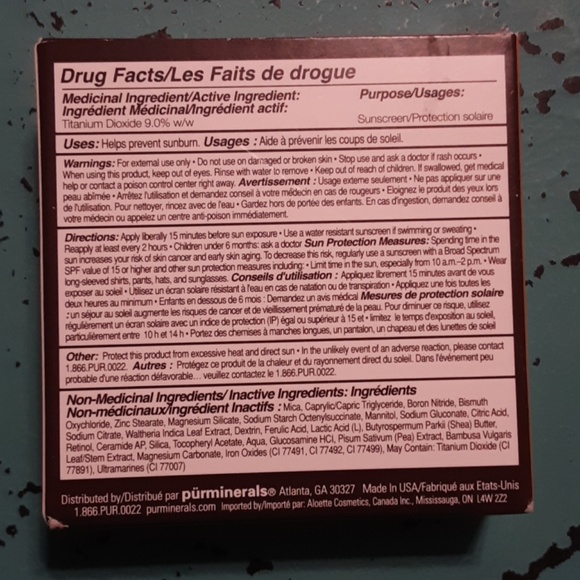 Drug Facts/Les Faits de drogue
Medicinal Ingredient/Active Ingredient: Purpose/Usages:
Ingrédient Médicinal/Ingrédient actif:
Titanium Dioxide 9.0% w/w Sunscreen/Protection solaire
Uses: Helps prevent sunburn. Usages : Aide à prévenir les coups de soleil.
Warnings: For external use only • Do not use on damaged or broken skin • Stop use and ask a doctor if rash occurs •
When using this product, keep out of eyes. Rinse with water to remove • Keep out of reach of children. If swallowed, get medical
help or contact a poison control center right away. Avertissement : Usage externe seulement • Ne pas appliquer sur une
peau abîmée • Arrêtez l'utilisation et demandez conseil à votre médecin en cas de rougeurs • Eloignez le produit des yeux lors
de l'utilisation. Pour nettoyer, rincez avec de l'eau • Gardez hors de portée des enfants. En cas d'ingestion, demandez conseil à
votre médecin ou appelez un centre anti-poison immédiatement.
Directions: Apply liberally 15 minutes before sun exposure • Use a water resistant sunscreen if swimming or sweating •
Reapply at least every 2 hours • Children under 6 months: ask a doctor Sun Protection Measures: Spending time in the
sun increases your risk of skin cancer and early skin aging. To decrease this risk, regularly use a sunscreen with a Broad Spectrum
SPF value of 15 or higher and other sun protection measures including: • Limit time in the sun, especially from 10 a.m.–2 p.m. • Wear
long-sleeved shirts, pants, hats, and sunglasses. Conseils d'utilisation : Appliquez librement 15 minutes avant de vous
exposer au soleil • Utilisez un écran solaire résistant à l'eau en cas de natation ou de transpiration • Appliquez une fois toutes les
deux heures au minimum • Enfants en dessous de 6 mois : Demandez un avis médical Mesures de protection solaire
: un séjour au soleil augmente les risques de cancer et de vieillissement prématuré de la peau. Pour diminuer ce risque, utilisez
régulièrement un écran solaire avec un indice de protection (IP) égal ou supérieur à 15 et • limitez le temps d'exposition au soleil,
particulièrement entre 10 h et 14 h • Portez des chemises à manches longues, un pantalon, un chapeau et des lunettes de soleil
Other: Protect this product from excessive heat and direct sun • In the unlikely event of an adverse reaction, please contact
1.866.PUR.0022. Autres : Protégez ce produit de la chaleur et du rayonnement direct du soleil. Dans l'événement peu
probable d'une réaction défavorable... veuillez contactez le 1.866.PUR.0022.
Non-Medicinal Ingredients/ Inactive Ingredients: Ingrédients
Non-médicinaux/Ingrédient Inactifs : Mica, Caprylic/Capric Triglyceride, Boron Nitride, Bismuth
Oxychloride, Zinc Stearate, Magnesium Silicate, Sodium Starch Octenylsuccinate, Mannitol, Sodium Gluconate, Citric Acid,
Sodium Citrate, Waltheria Indica Leaf Extract, Dextrin, Ferulic Acid, Lactic Acid (L), Butyrospermum Parkii (Shea) Butter,
Retinol, Ceramide AP, Silica, Tocopheryl Acetate, Aqua, Glucosamine HCl, Pisum Sativum (Pea) Extract, Bambusa Vulgaris
Leaf/Stem Extract, Magnesium Carbonate, Iron Oxides (CI 77491, CI 77492, CI 77499), May Contain: Titanium Dioxide (CI
77891), Ultramarines (CI 77007)
Distributed by/Distribué par pürminerals® Atlanta, GA 30327 Made In USA/Fabriqué aux Etats-Unis
1.866.PUR.0022 purminerals.com Imported by/Importé par: Aloette Cosmetics, Canada Inc., Mississauga, ON L4W 2Z2